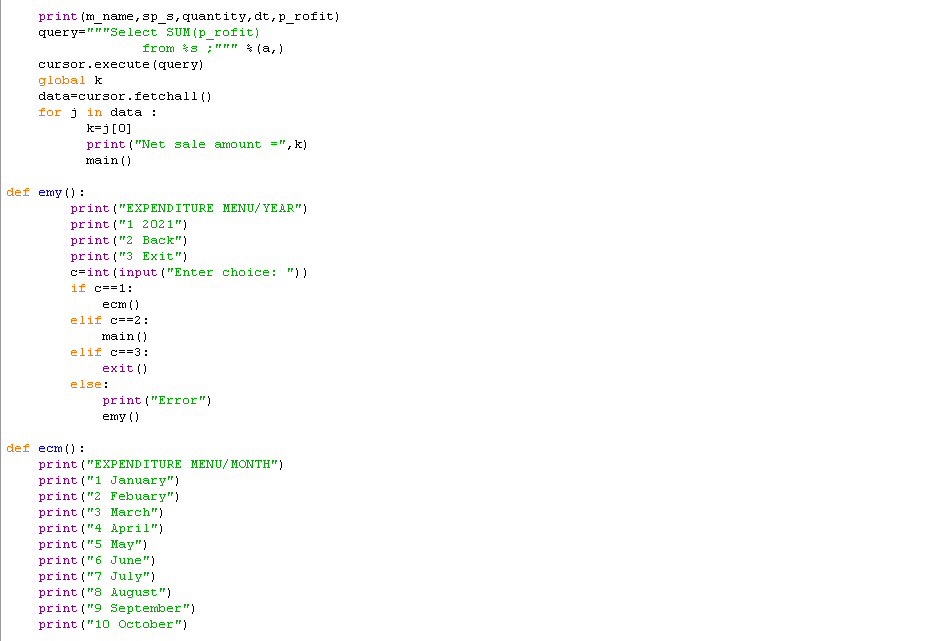 print(m_name,sp_s,quantity,dt,p_rofit)
query="""Select SUM(p_rofit)
from %s ;""" %(a,)
cursor.execute(query)
global k
data=cursor.fetchall()
for j in data :
k=j[0]
print("Net sale amount =",k)
main()
def emy():
print("EXPENDITURE MENU/YEAR")
print("1 2021")
print("2 Back")
print("3 Exit")
c=int(input("Enter choice: "))
if c==1:
ecm()
elif c==2:
main()
elif c==3:
exit()
else:
print("Error")
emy()
def ecm():
print("EXPENDITURE MENU/MONTH")
print("1 January")
print("2 Febuary")
print("3 March")
print("4 April")
print("5 May")
print("6 June")
print("7 July")
print("8 August")
print("9 September")
print("10 October")